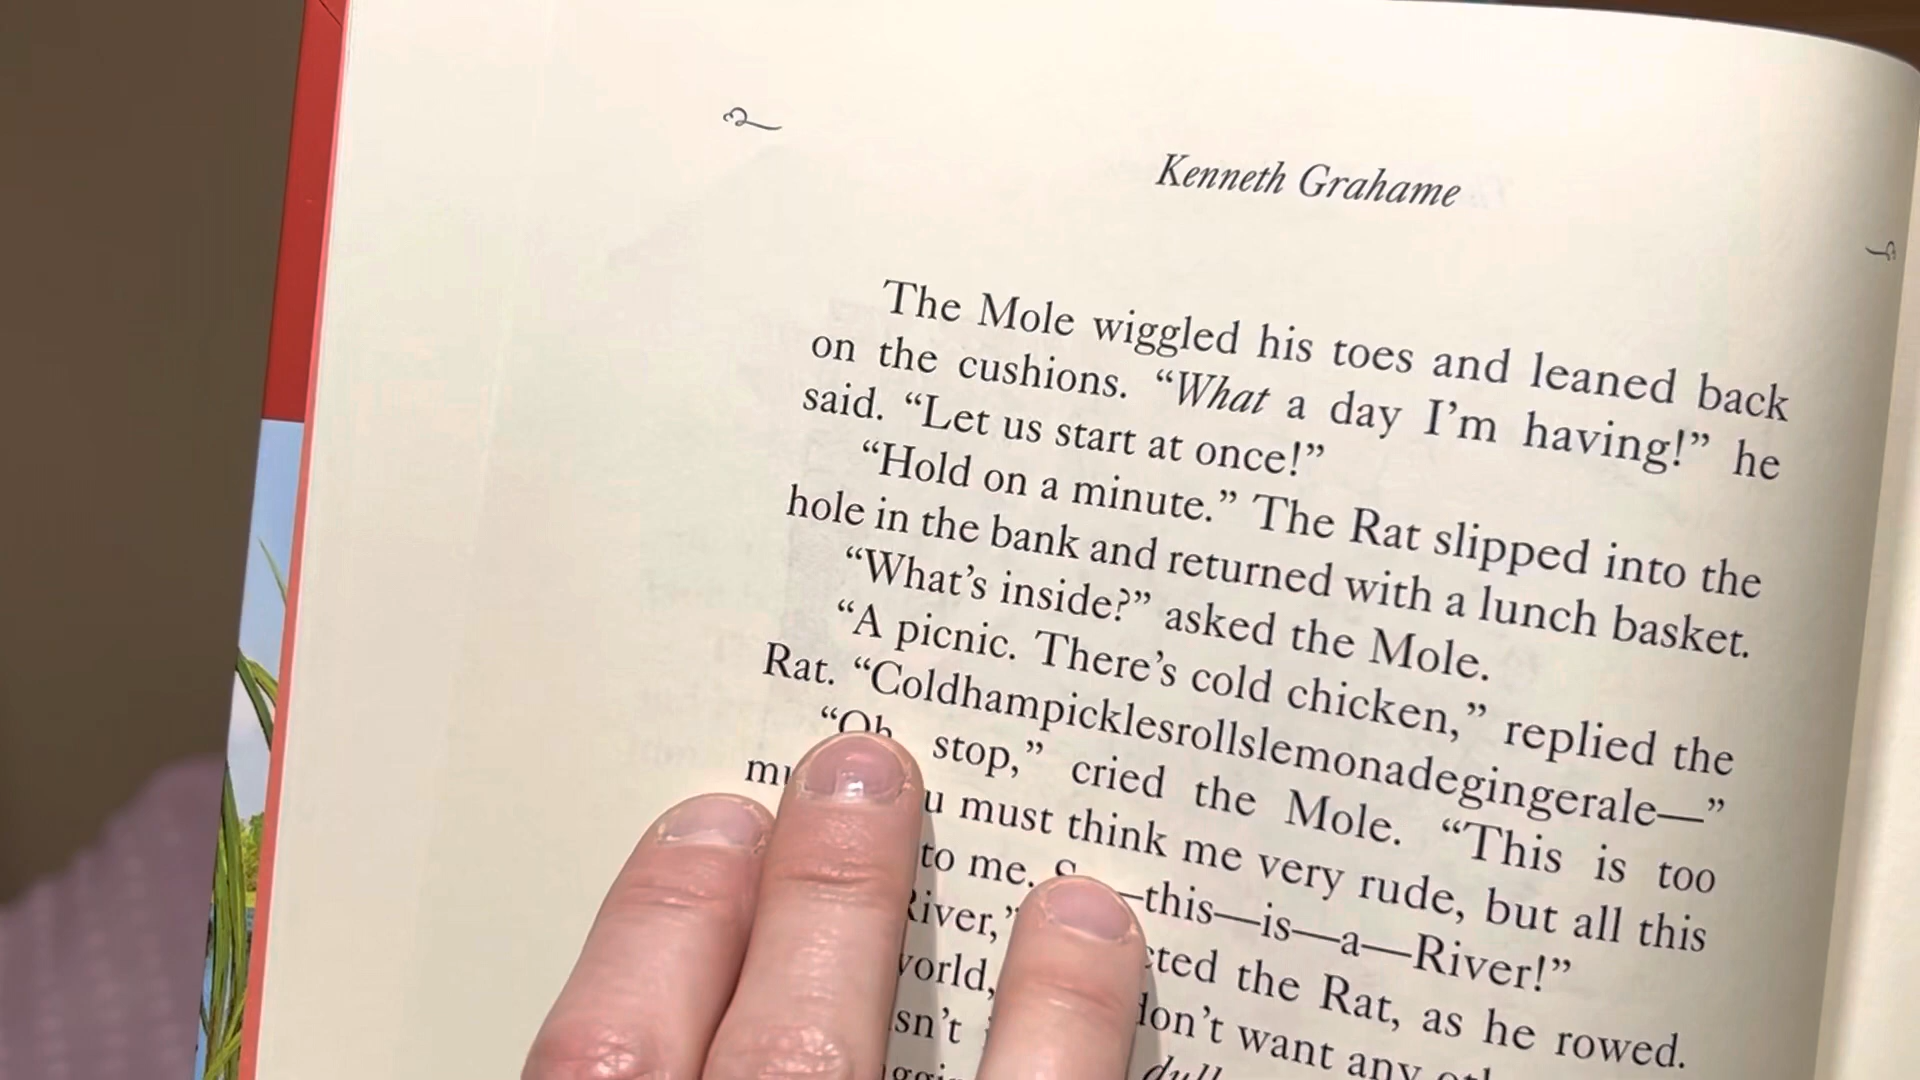 Kenneth Grahame
The Mole wiggled his toes and leaned back
on the cushions. “What a day I’m having!” he
said. “Let us start at once!”
“Hold on a minute.” The Rat slipped into the
hole in the bank and returned with a lunch basket.
“What’s inside?” asked the Mole.
“A picnic. There’s cold chicken,” replied the
Rat. “Coldhampicklesrollslemonadegingerale—”
“Oh stop,” cried the Mole. “This is too
must think me very rude, but all this
to me. —this—is—a—River!”
River,” the Rat, as he rowed.
don’t want any
dull